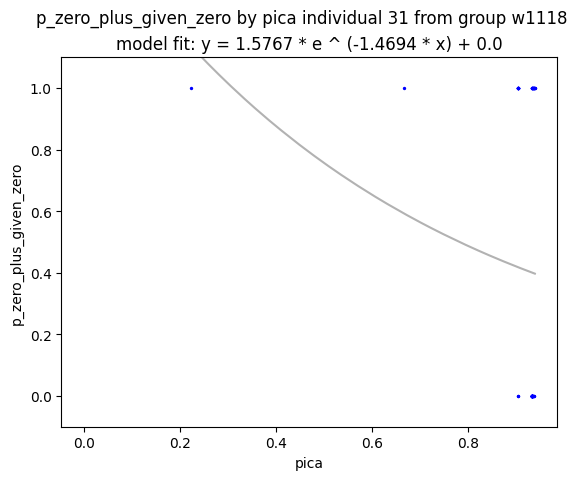 p_zero_plus_given_zero by pica individual 31 from group w1118
model fit: y = 1.5767 * e ^ (-1.4694 * x) + 0.0
p_zero_plus_given_zero
1.0
0.8
0.6
0.4
0.2
0.0
0.0 0.2 0.4 0.6 0.8
pica